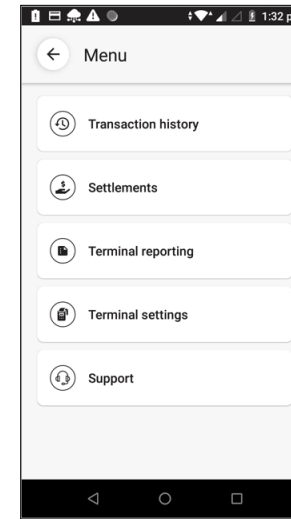 1:32 p
Menu
Transaction history
Settlements
Terminal reporting
Terminal settings
Support